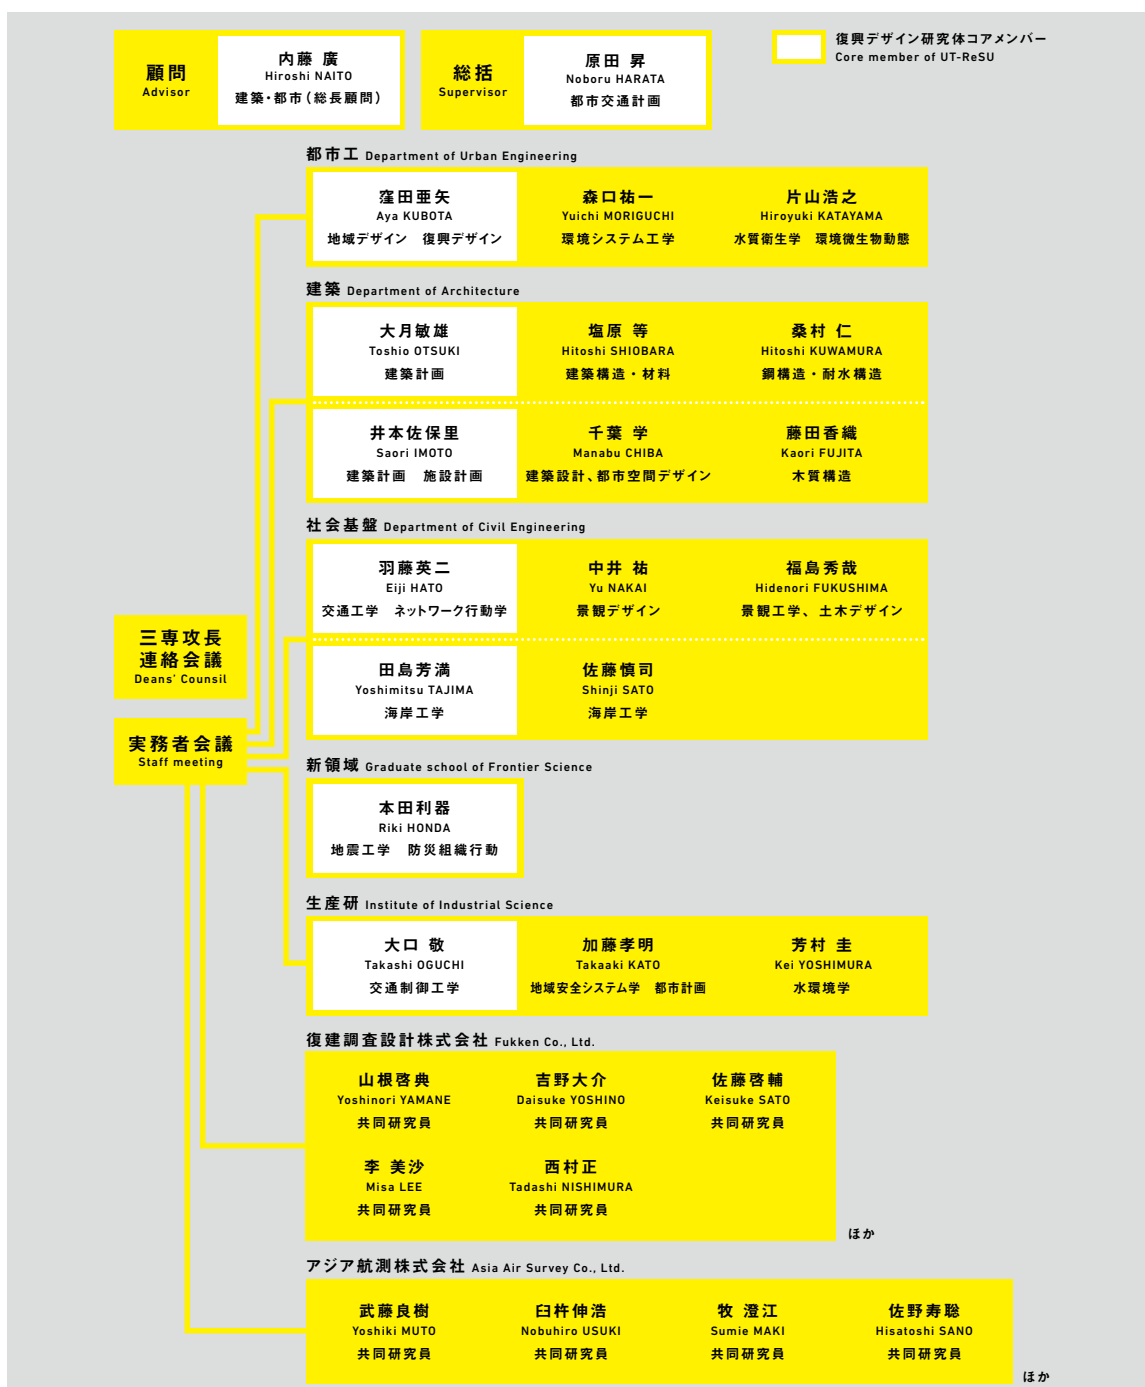 顧問
Advisor
内藤 廣
Hiroshi NAITO
建築・都市(総長顧問)
総括
Supervisor
原田 昇
Noboru HARATA
都市交通計画
復興デザイン研究体コアメンバー
Core member of UT-ReSU
都市工 Department of Urban Engineering
窪田亜矢
Aya KUBOTA
地域デザイン 復興デザイン
森口祐一
Yuichi MORIGUCHI
環境システム工学
片山浩之
Hiroyuki KATAYAMA
水質衛生学 環境微生物動態
建築 Department of Architecture
大月敏雄
Toshio OTSUKI
建築計画
塩原 等
Hitoshi SHIOBARA
建築構造・材料
桑村 仁
Hitoshi KUWAMURA
鋼構造・耐水構造
井本佐保里
Saori IMOTO
建築計画 施設計画
千葉 学
Manabu CHIBA
建築設計、都市空間デザイン
藤田香織
Kaori FUJITA
木質構造
社会基盤 Department of Civil Engineering
羽藤英二
Eiji HATO
交通工学 ネットワーク行動学
中井 祐
Yu NAKAI
景観デザイン
福島秀哉
Hidenori FUKUSHIMA
景観工学、土木デザイン
田島芳満
Yoshimitsu TAJIMA
海岸工学
佐藤愼司
Shinji SATO
海岸工学
三専攻長
連絡会議
Deans' Counsil
実務者会議
Staff meeting
新領域 Graduate school of Frontier Science
本田利器
Riki HONDA
地震工学 防災組織行動
生産研 Institute of Industrial Science
大口 敬
Takashi OGUCHI
交通制御工学
加藤孝明
Takaaki KATO
地域安全システム学 都市計画
芳村 圭
Kei YOSHIMURA
水環境学
復建調査設計株式会社 Fukken Co., Ltd.
山根啓典
Yoshinori YAMANE
共同研究員
吉野大介
Daisuke YOSHINO
共同研究員
佐藤啓輔
Keisuke SATO
共同研究員
李 美沙
Misa LEE
共同研究員
西村正
Tadashi NISHIMURA
共同研究員
ほか
アジア航測株式会社 Asia Air Survey Co., Ltd.
武藤良樹
Yoshiki MUTO
共同研究員
臼杵伸浩
Nobuhiro USUKI
共同研究員
牧 澄江
Sumie MAKI
共同研究員
佐野寿聡
Hisatoshi SANO
共同研究員
ほか